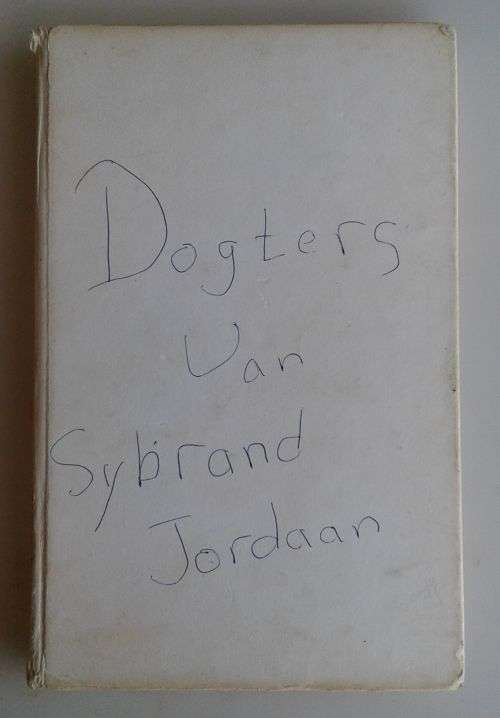 Dogters
Van
Sybrand
Jordaan